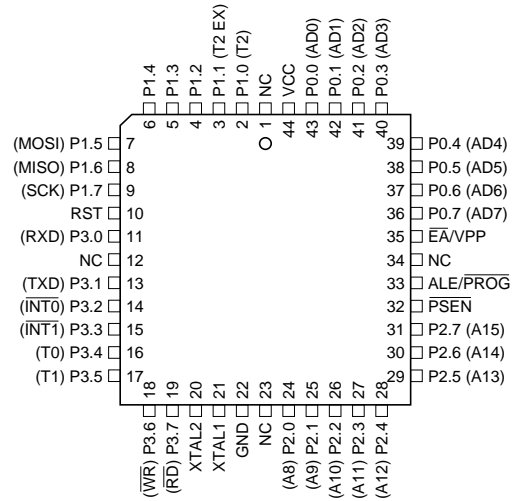 P1.4
P1.3
P1.2
P1.1 (T2 EX)
P1.0 (T2)
NC
VCC
P0.0 (AD0)
P0.1 (AD1)
P0.2 (AD2)
P0.3 (AD3)
6
5
4
3
2
1
44
43
42
41
40
(MOSI) P1.5 7
(MISO) P1.6 8
(SCK) P1.7 9
RST 10
(RXD) P3.0 11
NC 12
(TXD) P3.1 13
(INT0) P3.2 14
(INT1) P3.3 15
(T0) P3.4 16
(T1) P3.5 17
39 P0.4 (AD4)
38 P0.5 (AD5)
37 P0.6 (AD6)
36 P0.7 (AD7)
35 EA/VPP
34 NC
33 ALE/PROG
32 PSEN
31 P2.7 (A15)
30 P2.6 (A14)
29 P2.5 (A13)
18
19
20
21
22
23
24
25
26
27
28
(WR) P3.6
(RD) P3.7
XTAL2
XTAL1
GND
NC
(A8) P2.0
(A9) P2.1
(A10) P2.2
(A11) P2.3
(A12) P2.4